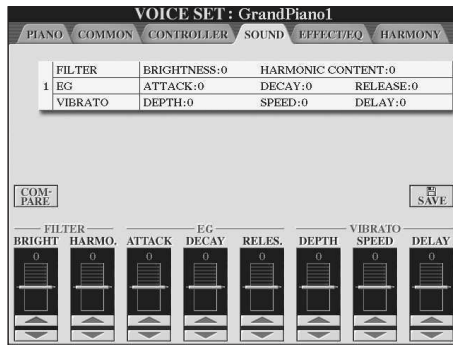 VOICE SET : GrandPiano1
PIANO COMMON CONTROLLER SOUND EFFECT/EQ HARMONY
FILTER BRIGHTNESS:0 HARMONIC CONTENT:0
1 EG ATTACK:0 DECAY:0 RELEASE:0
VIBRATO DEPTH:0 SPEED:0 DELAY:0
COM-
PARE
SAVE
FILTER EG VIBRATO
BRIGHT HARMO. ATTACK DECAY RELES. DEPTH SPEED DELAY
0 0 0 0 0 0 0 0